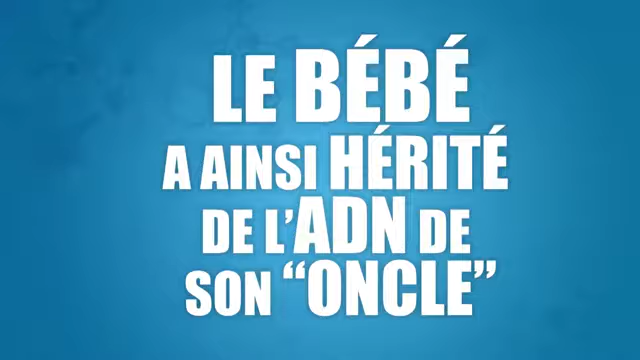 LE BÉBÉ
A AINSI HÉRITÉ
DE L'ADN DE
SON “ONCLE”